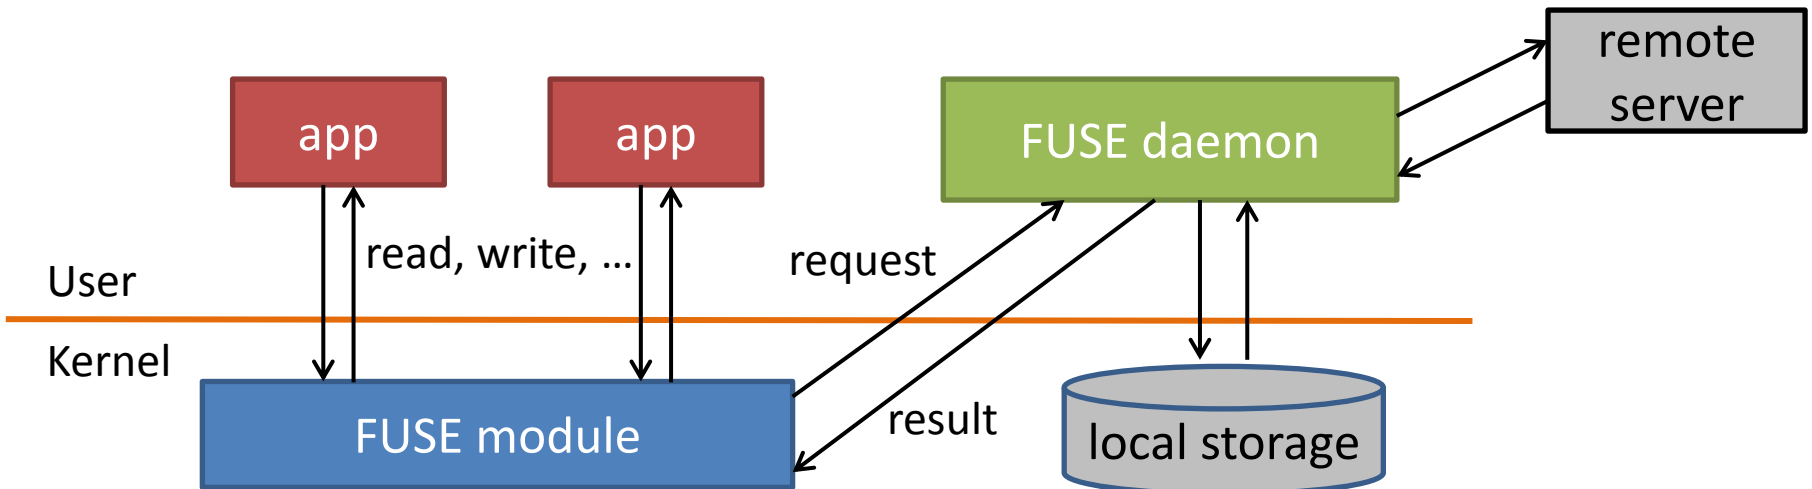 remote
server
app
app
FUSE daemon
read, write, ...
request
User
Kernel
result
FUSE module
local storage